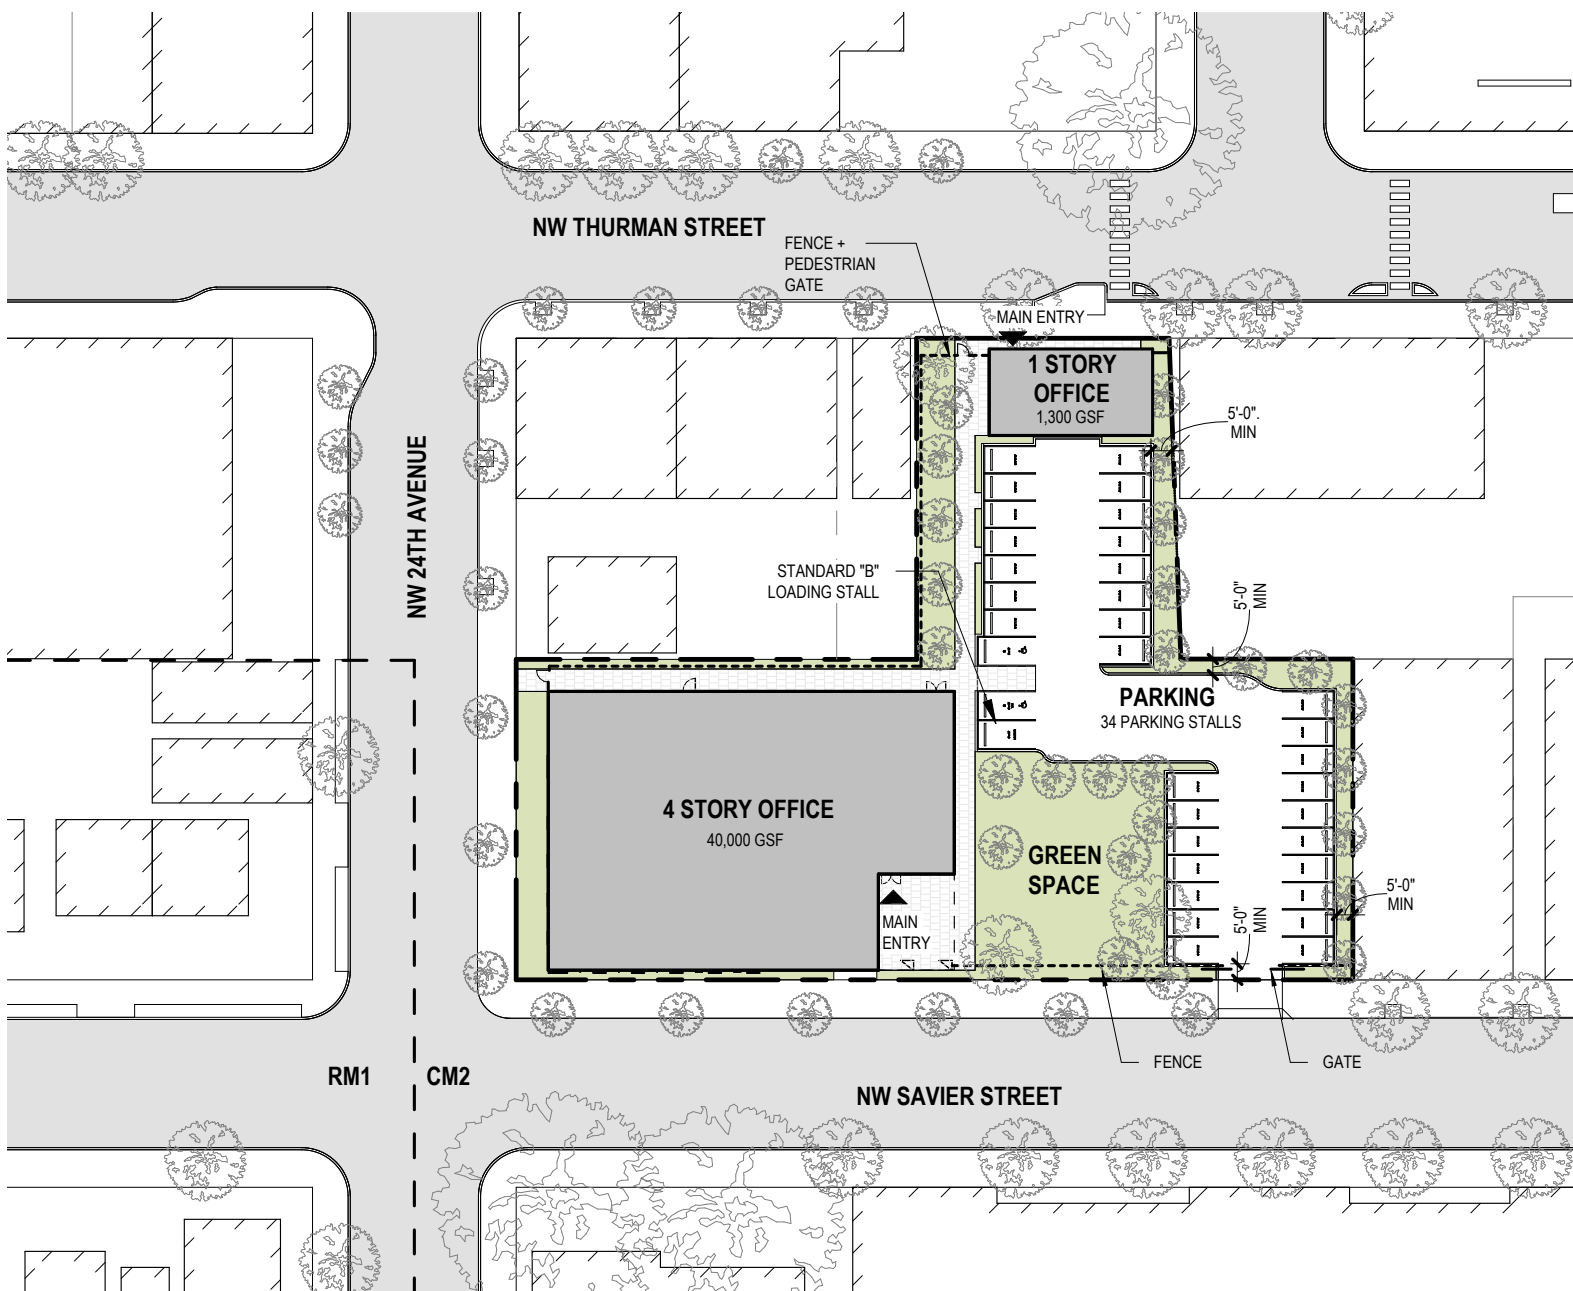 NW THURMAN STREET
FENCE +
PEDESTRIAN
GATE
MAIN ENTRY
1 STORY
OFFICE
1,300 GSF
5'-0".
MIN
NW 24TH AVENUE
STANDARD "B"
LOADING STALL
5'-0"
MIN
PARKING
34 PARKING STALLS
4 STORY OFFICE
40,000 GSF
GREEN
SPACE
5'-0"
MIN
MAIN
ENTRY
5'-0"
MIN
RM1
CM2
FENCE
GATE
NW SAVIER STREET